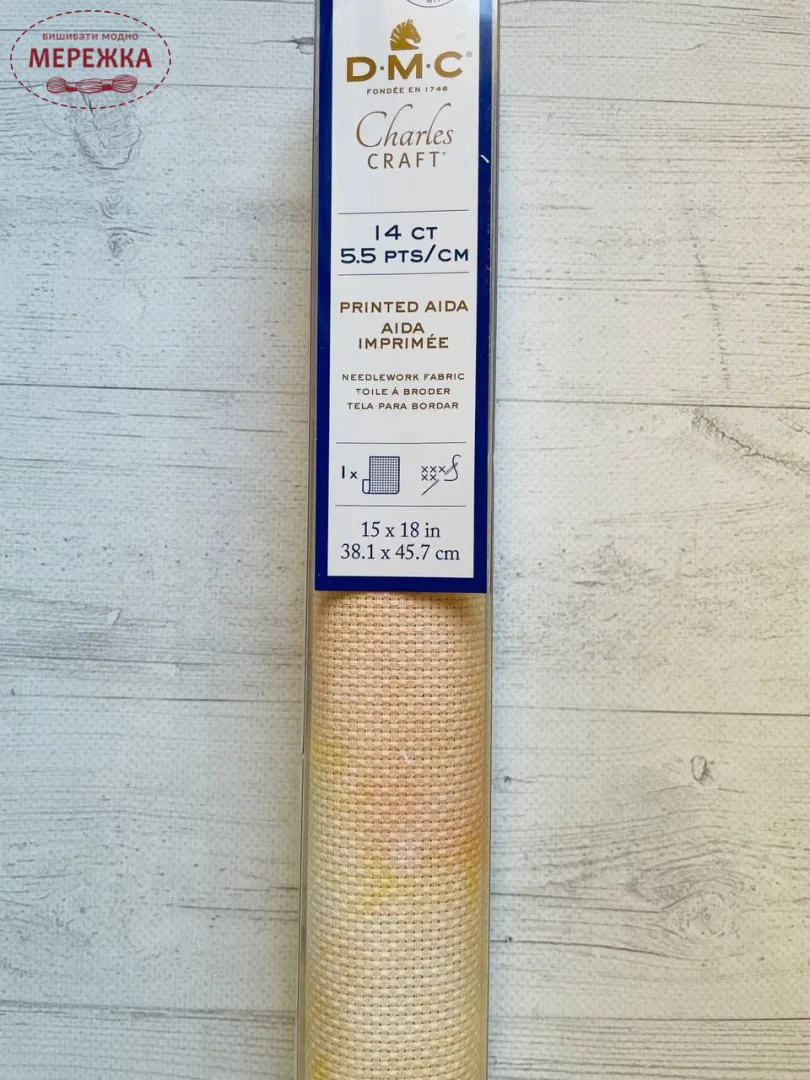 вишивати модно
МЕРЕЖКА
D·M·C®
FONDÉE EN 1746
Charles
CRAFT®
14 CT
5.5 PTS/CM
PRINTED AIDA
AIDA
IMPRIMÉE
NEEDLEWORK FABRIC
TOILE À BRODER
TELA PARA BORDAR
1 x
15 x 18 in
38.1 x 45.7 cm